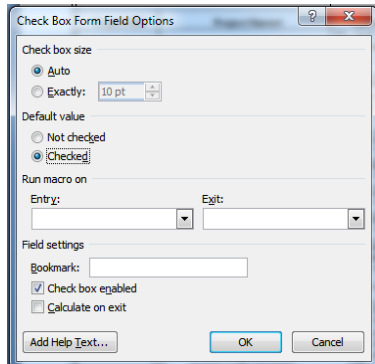 Check Box Form Field Options
Check box size
Auto
Exactly: 10 pt
Default value
Not checked
Checked
Run macro on
Entry: Exit:
Field settings
Bookmark:
Check box enabled
Calculate on exit
Add Help Text... OK Cancel